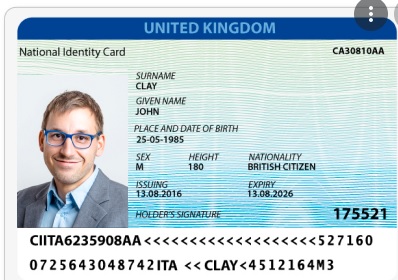 UNITED KINGDOM
National Identity Card CA30810AA
SURNAME
CLAY
GIVEN NAME
JOHN
PLACE AND DATE OF BIRTH
25-05-1985
SEX HEIGHT NATIONALITY
M 180 BRITISH CITIZEN
ISSUING EXPIRY
13.08.2016 13.08.2026
HOLDER'S SIGNATURE 175521
CIITA6235908AA<<<<<<<<<<<<<<<<<<<527160
0725643048742ITA << CLAY<4512164M3